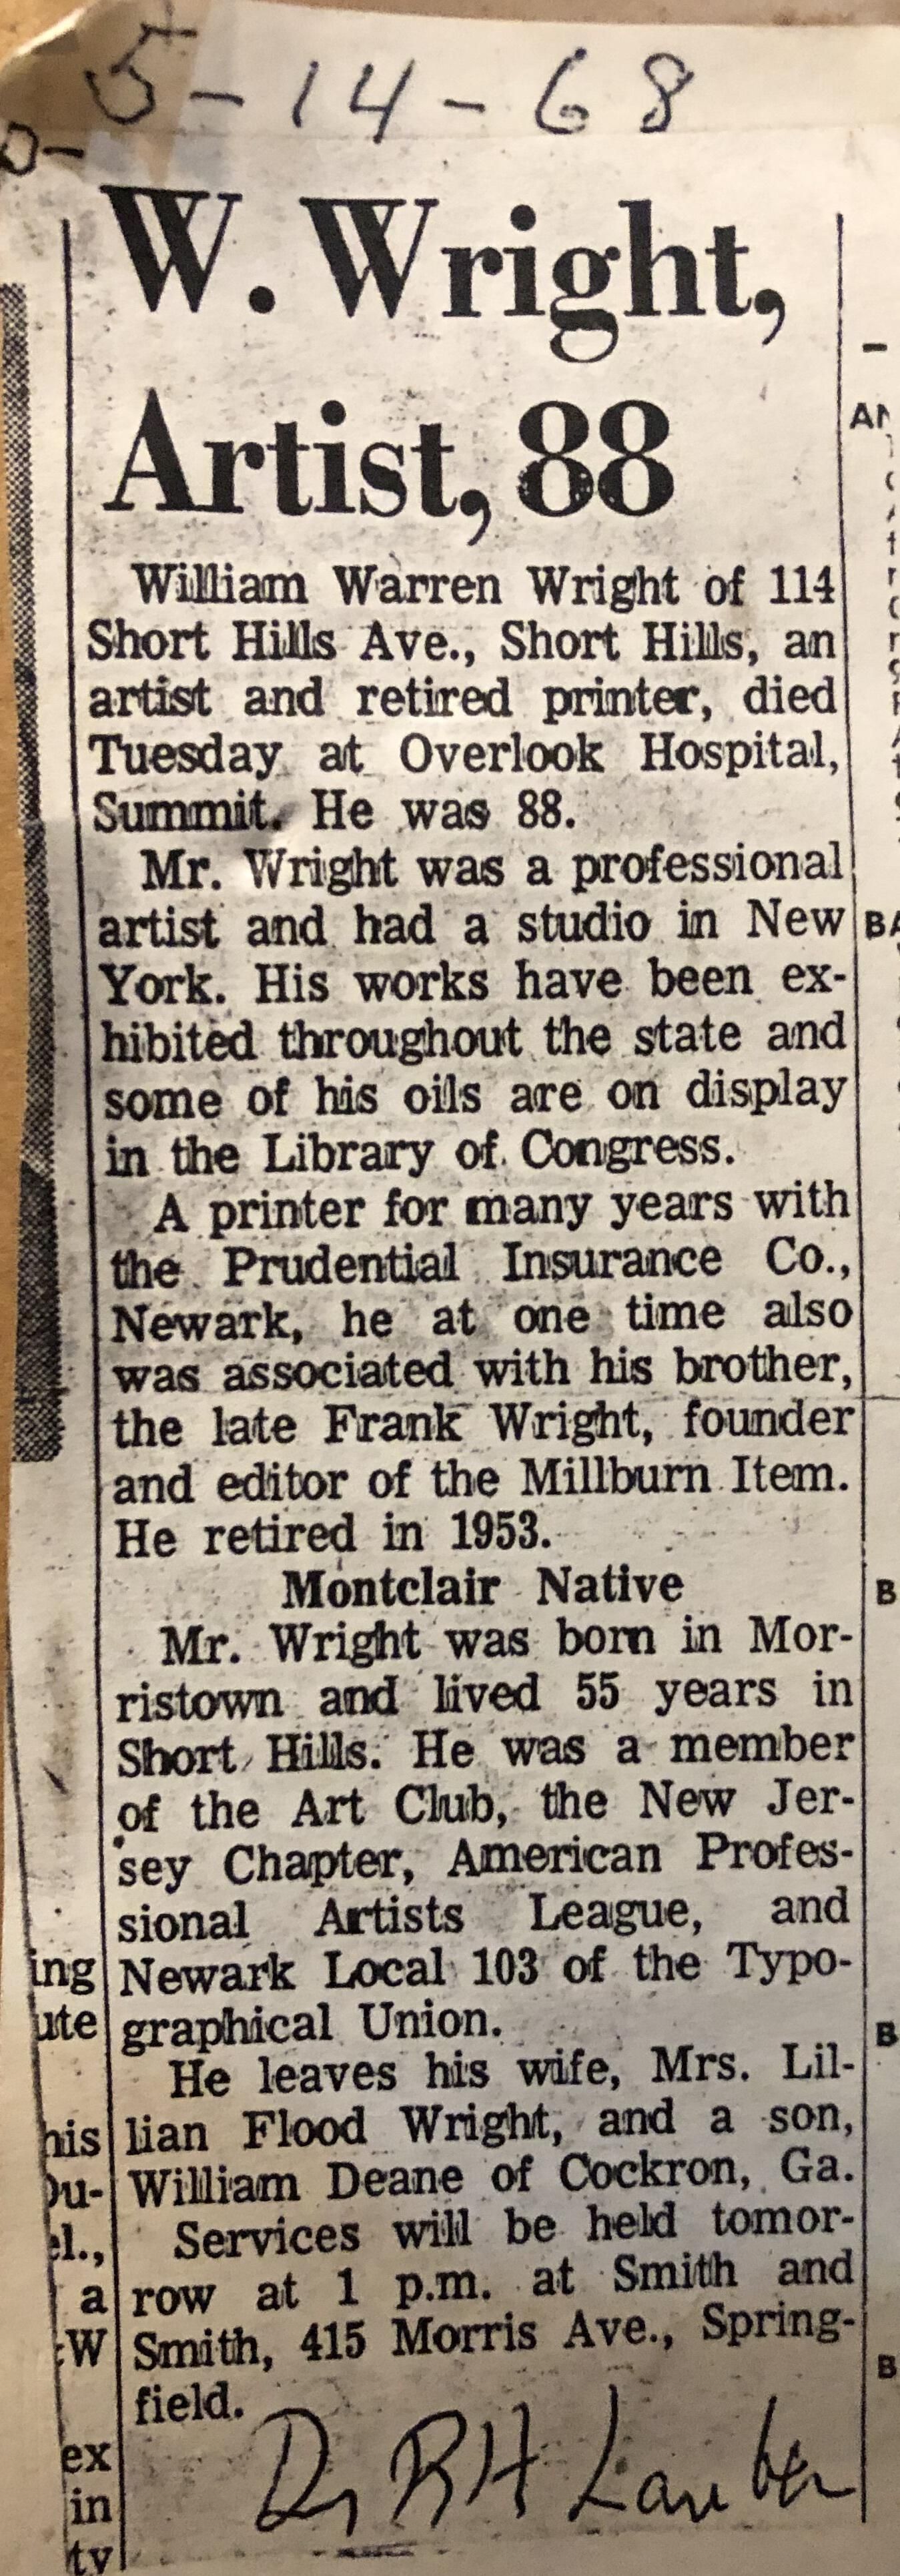 5-14-68
W. Wright,
Artist, 88
William Warren Wright of 114
Short Hills Ave., Short Hills, an
artist and retired printer, died
Tuesday at Overlook Hospital,
Summit. He was 88.
Mr. Wright was a professional
artist and had a studio in New
York. His works have been ex-
hibited throughout the state and
some of his oils are on display
in the Library of Congress.
A printer for many years with
the Prudential Insurance Co.,
Newark, he at one time also
was associated with his brother,
the late Frank Wright, founder
and editor of the Millburn Item.
He retired in 1953.
Montclair Native
Mr. Wright was born in Mor-
ristown and lived 55 years in
Short Hills. He was a member
of the Art Club, the New Jer-
sey Chapter, American Profes-
sional Artists League, and
Newark Local 103 of the Typo-
graphical Union.
He leaves his wife, Mrs. Lil-
lian Flood Wright, and a son,
William Deane of Cockron, Ga.
Services will be held tomor-
row at 1 p.m. at Smith and
Smith, 415 Morris Ave., Spring-
field.
Dr RH
ing
ute
his
el.,
a
ex
in
ty